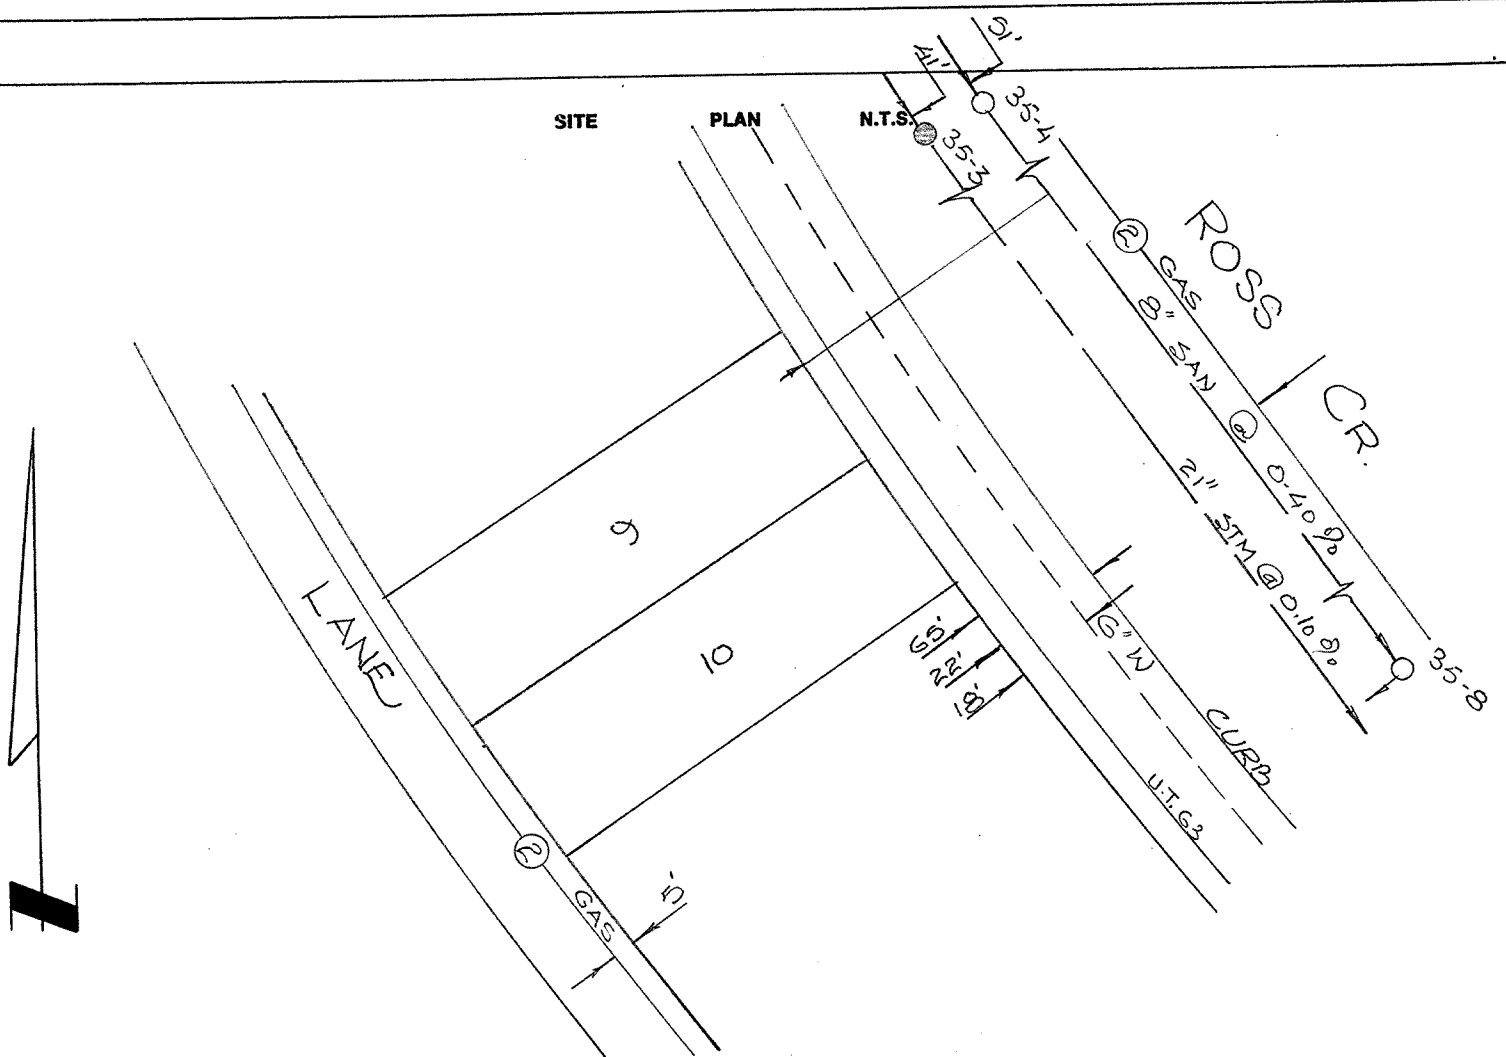 51'
41'
SITE PLAN N.T.S.
35-4
35-3
ROSS CR.
2 GAS
8" SAN @ 0.40%
21" STM @ 0.10%
35-8
9
10
LANE
65'
22'
18'
6" W
CURB
U.T. 63
2 GAS
5'